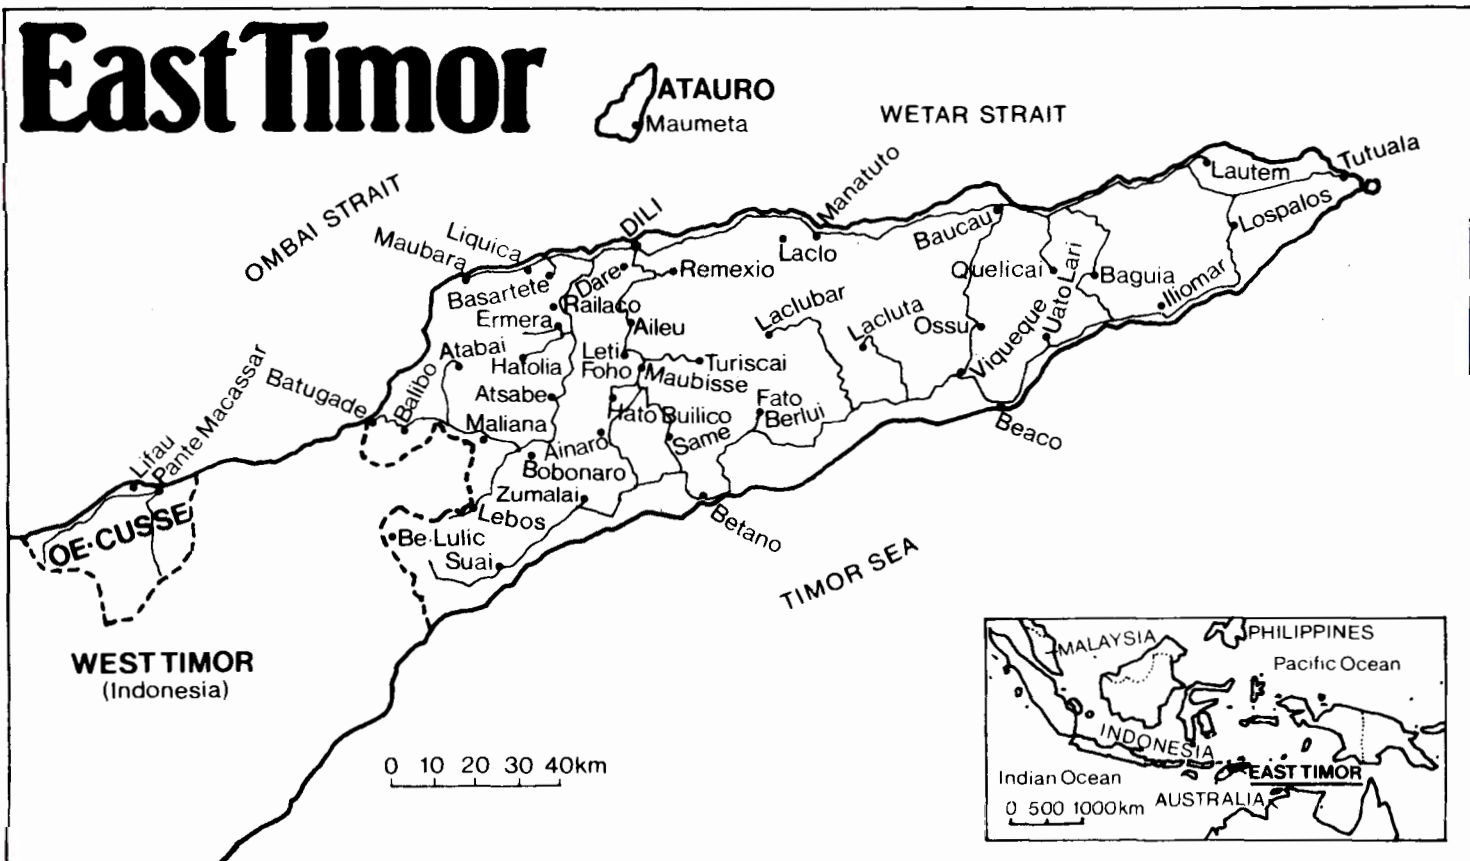 East Timor
ATAURO
Maumeta
WETAR STRAIT
OMBAI STRAIT
Tutuala
Lautem
Lospalos
Manatuto
DILI
Liquica
Maubara
Baucau
Laclo
Remexio
Dare
Basartete
Railaco
Ermera
Quelicai
Uato Lari
Baguia
Iliomar
Laclubar
Lacluta
Ossu
Viqueque
Aileu
Atabai
Hatolia
Leti
Foho
Turiscai
Maubisse
Batugade
Balibo
Atsabe
Fato
Berlui
Hato Builico
Maliana
Ainaro
Same
Beaco
Lifau
Pante Macassar
Bobonaro
Zumalai
Lebos
Betano
OE-CUSSE
Be·Lulic
Suai
TIMOR SEA
WEST TIMOR
(Indonesia)
0 10 20 30 40km
MALAYSIA
PHILIPPINES
Pacific Ocean
INDONESIA
Indian Ocean
EAST TIMOR
0 500 1000km
AUSTRALIA